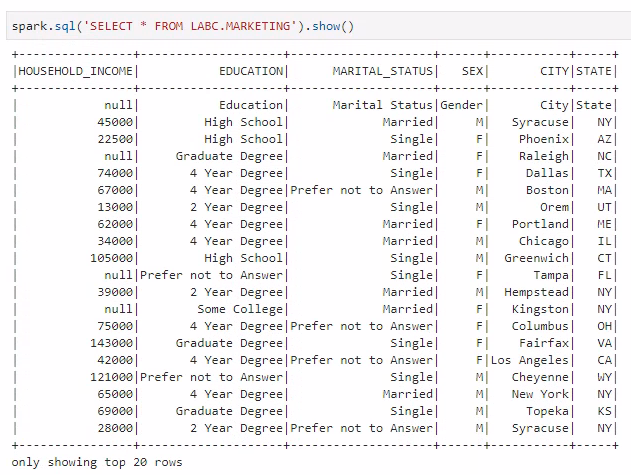 spark.sql('SELECT * FROM LABC.MARKETING').show()
+----------------+--------------------+--------------------+------+-----------+-----+
|HOUSEHOLD_INCOME|           EDUCATION|      MARITAL_STATUS|   SEX|       CITY|STATE|
+----------------+--------------------+--------------------+------+-----------+-----+
|            null|           Education|      Marital Status|Gender|       City|State|
|           45000|         High School|             Married|     M|   Syracuse|   NY|
|           22500|         High School|              Single|     F|    Phoenix|   AZ|
|            null|     Graduate Degree|             Married|     F|    Raleigh|   NC|
|           74000|       4 Year Degree|              Single|     F|     Dallas|   TX|
|           67000|       4 Year Degree|Prefer not to Answer|     M|     Boston|   MA|
|           13000|       2 Year Degree|              Single|     M|       Orem|   UT|
|           62000|       4 Year Degree|             Married|     F|   Portland|   ME|
|           34000|       4 Year Degree|             Married|     M|    Chicago|   IL|
|          105000|         High School|              Single|     M|  Greenwich|   CT|
|            null|Prefer not to Answer|              Single|     F|      Tampa|   FL|
|           39000|       2 Year Degree|             Married|     M|  Hempstead|   NY|
|            null|        Some College|             Married|     F|   Kingston|   NY|
|           75000|       4 Year Degree|Prefer not to Answer|     M|   Columbus|   OH|
|          143000|     Graduate Degree|              Single|     F|    Fairfax|   VA|
|           42000|       4 Year Degree|Prefer not to Answer|     F|Los Angeles|   CA|
|          121000|Prefer not to Answer|              Single|     M|   Cheyenne|   WY|
|           65000|       4 Year Degree|             Married|     M|   New York|   NY|
|           69000|     Graduate Degree|              Single|     M|     Topeka|   KS|
|           28000|       2 Year Degree|Prefer not to Answer|     M|   Syracuse|   NY|
+----------------+--------------------+--------------------+------+-----------+-----+
only showing top 20 rows